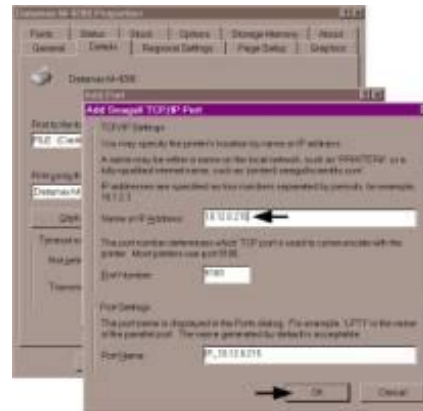 Datamax M-4206 Properties
Fonts Status Stock Options Storage Memory About
General Details Regional Settings Page Setup Graphics
Datamax M-4206
Add Port
Add Seagull TCP/IP Port
TCP/IP Settings
You may specify the printer's location by name or IP address.
A name may be either a name on the local network, such as 'PRINTER4', or a
fully qualified internet name, such as 'printer4.seagullscientific.com'.
IP addresses are specified as four numbers separated by periods, for example,
10.1.2.3.
Name or IP Address: 10.12.0.215
The port number determines which TCP port is used to communicate with the
printer. Most printers use port 9100.
Port Number: 9100
Port Settings
The port name is displayed in the Ports dialog. For example, 'LPT1' is the name
of the parallel port. The name generated by default is acceptable.
Port Name: IP_10.12.0.215
OK Cancel